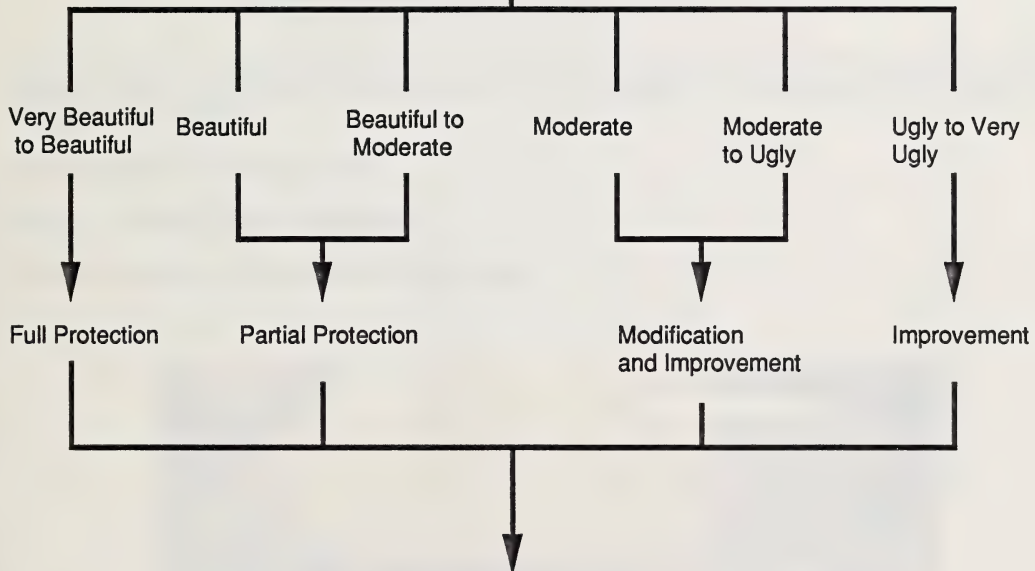 Very Beautiful
to Beautiful
Beautiful
Beautiful to
Moderate
Moderate
Moderate
to Ugly
Ugly to Very
Ugly
Full Protection
Partial Protection
Modification
and Improvement
Improvement